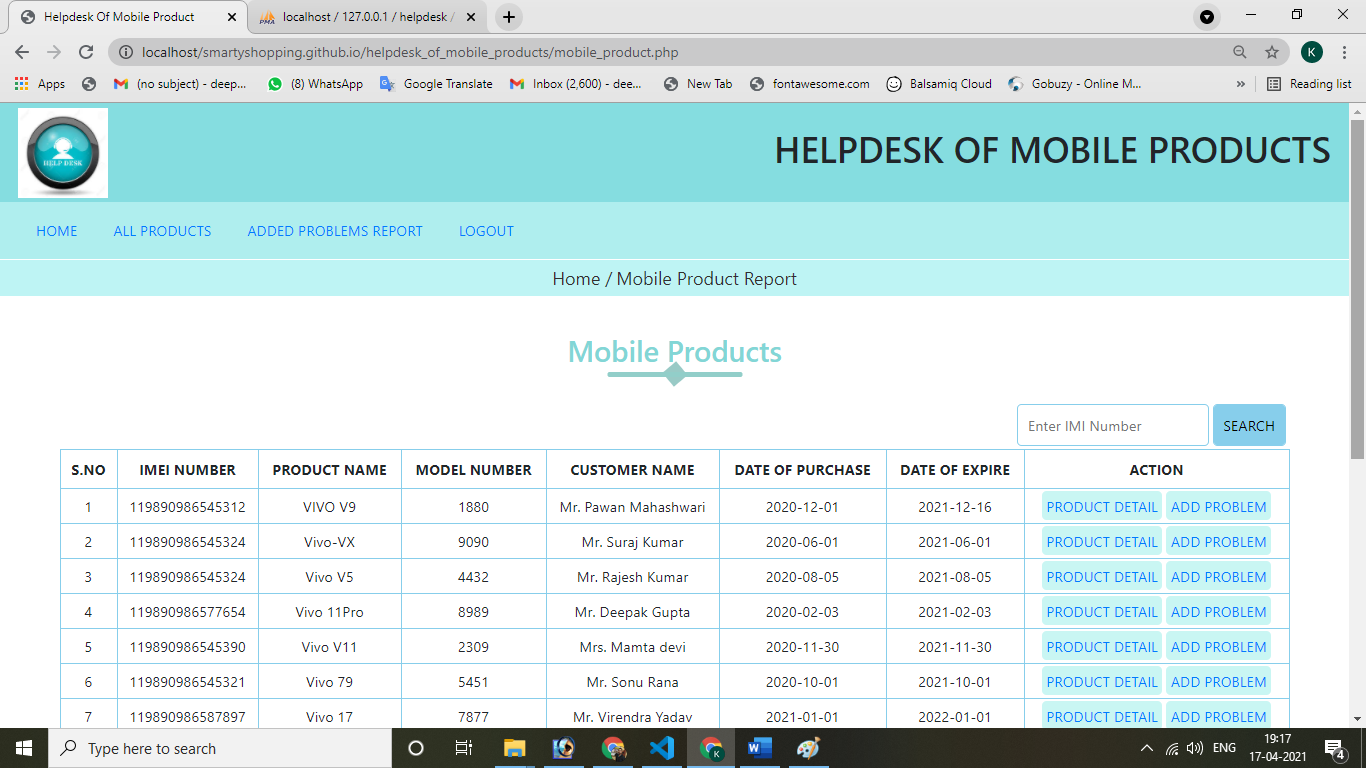 Helpdesk Of Mobile Product
PMA localhost / 127.0.0.1 / helpdesk /
localhost/smartyshopping.github.io/helpdesk_of_mobile_products/mobile_product.php
K
Apps (no subject) - deep... (8) WhatsApp Google Translate Inbox (2,600) - dee... New Tab fontawesome.com Balsamiq Cloud Gobuzy - Online M... » Reading list
HELP DESK
HELPDESK OF MOBILE PRODUCTS
HOME ALL PRODUCTS ADDED PROBLEMS REPORT LOGOUT
Home / Mobile Product Report
Mobile Products
Enter IMI Number SEARCH
S.NO IMEI NUMBER PRODUCT NAME MODEL NUMBER CUSTOMER NAME DATE OF PURCHASE DATE OF EXPIRE ACTION
1 119890986545312 VIVO V9 1880 Mr. Pawan Mahashwari 2020-12-01 2021-12-16 PRODUCT DETAIL ADD PROBLEM
2 119890986545324 Vivo-VX 9090 Mr. Suraj Kumar 2020-06-01 2021-06-01 PRODUCT DETAIL ADD PROBLEM
3 119890986545324 Vivo V5 4432 Mr. Rajesh Kumar 2020-08-05 2021-08-05 PRODUCT DETAIL ADD PROBLEM
4 119890986577654 Vivo 11Pro 8989 Mr. Deepak Gupta 2020-02-03 2021-02-03 PRODUCT DETAIL ADD PROBLEM
5 119890986545390 Vivo V11 2309 Mrs. Mamta devi 2020-11-30 2021-11-30 PRODUCT DETAIL ADD PROBLEM
6 119890986545321 Vivo 79 5451 Mr. Sonu Rana 2020-10-01 2021-10-01 PRODUCT DETAIL ADD PROBLEM
7 119890986587897 Vivo 17 7877 Mr. Virendra Yadav 2021-01-01 2022-01-01 PRODUCT DETAIL ADD PROBLEM
Type here to search
K
W
ENG
19:17
17-04-2021
4